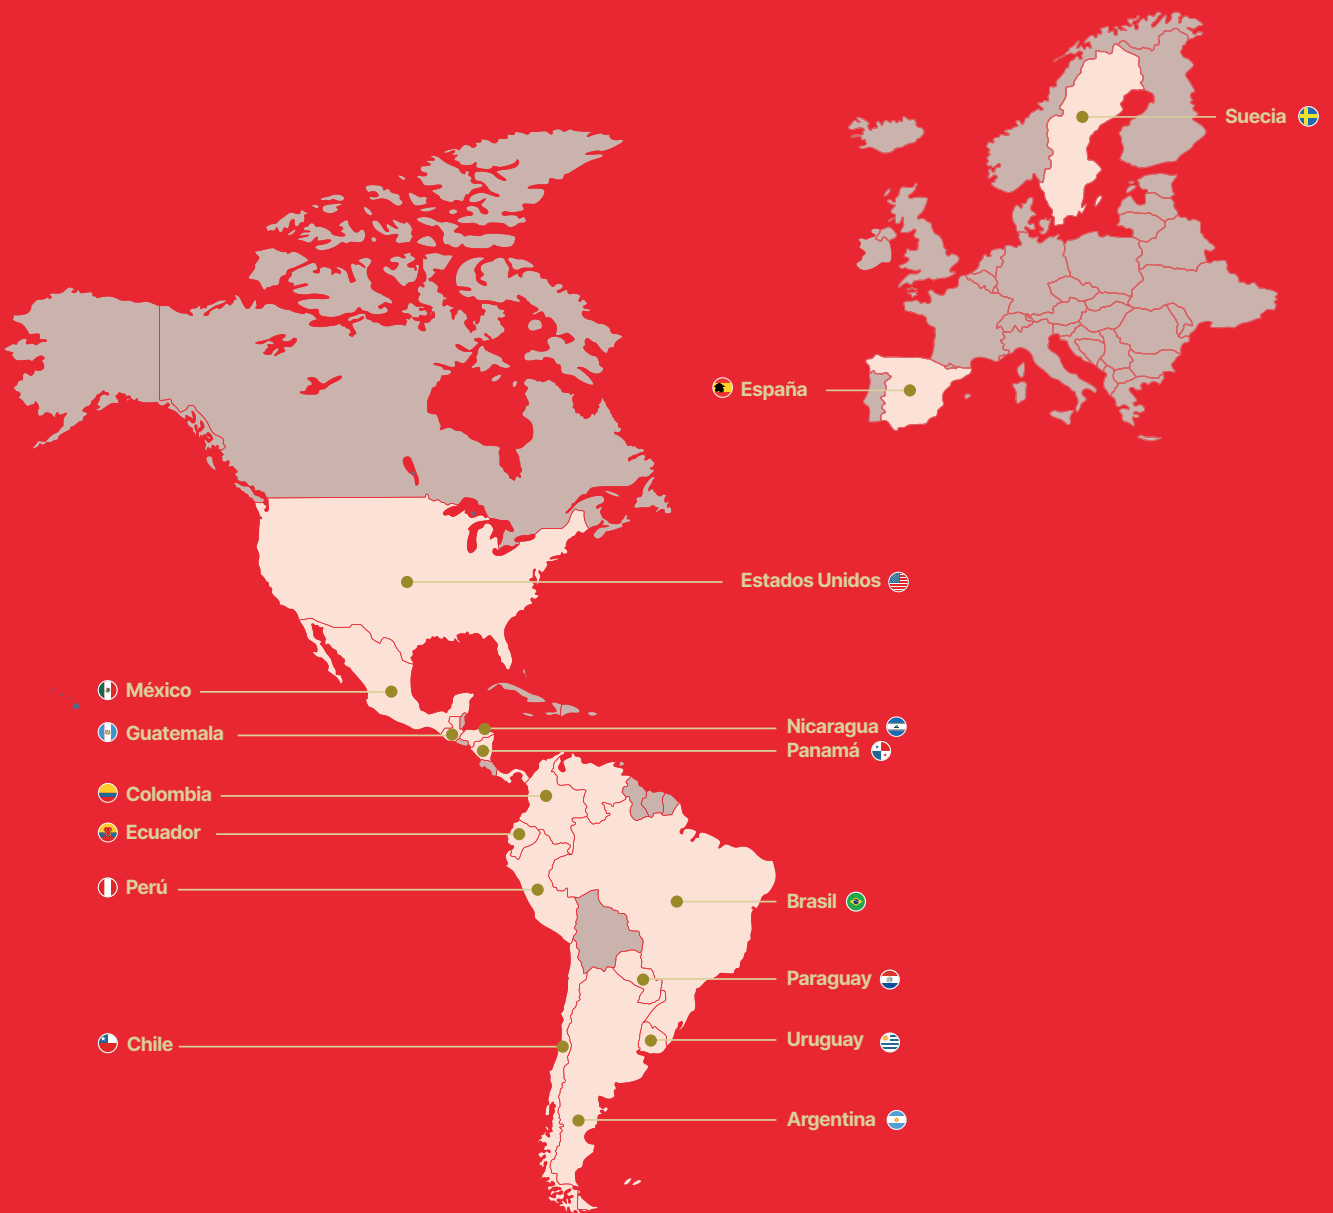 Suecia
España
Estados Unidos
México
Guatemala
Nicaragua
Panamá
Colombia
Ecuador
Perú
Brasil
Paraguay
Chile
Uruguay
Argentina